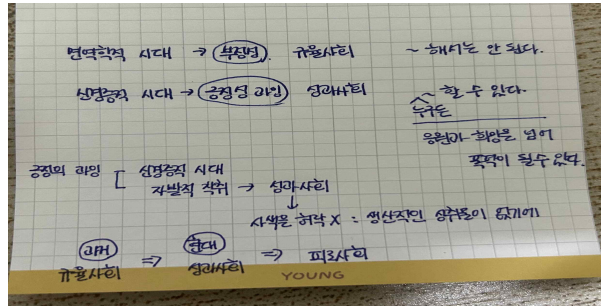 면역학적 시대 → 부정성. 규율사회 ~ 해서는 안 된다.
신경증적 시대 → 긍정성 과잉 성과사회 ~ 할 수 있다.
누구든
응원과 희망을 넘어
폭력이 될 수 있다.
긍정의 과잉 [ 신경증적 시대
자발적 착취 → 성과사회
↓
사색을 허락 X : 생산적인 성취물이 없기에
과거 현대
규율사회 ⇒ 성과사회 ⇒ 피로사회
YOUNG